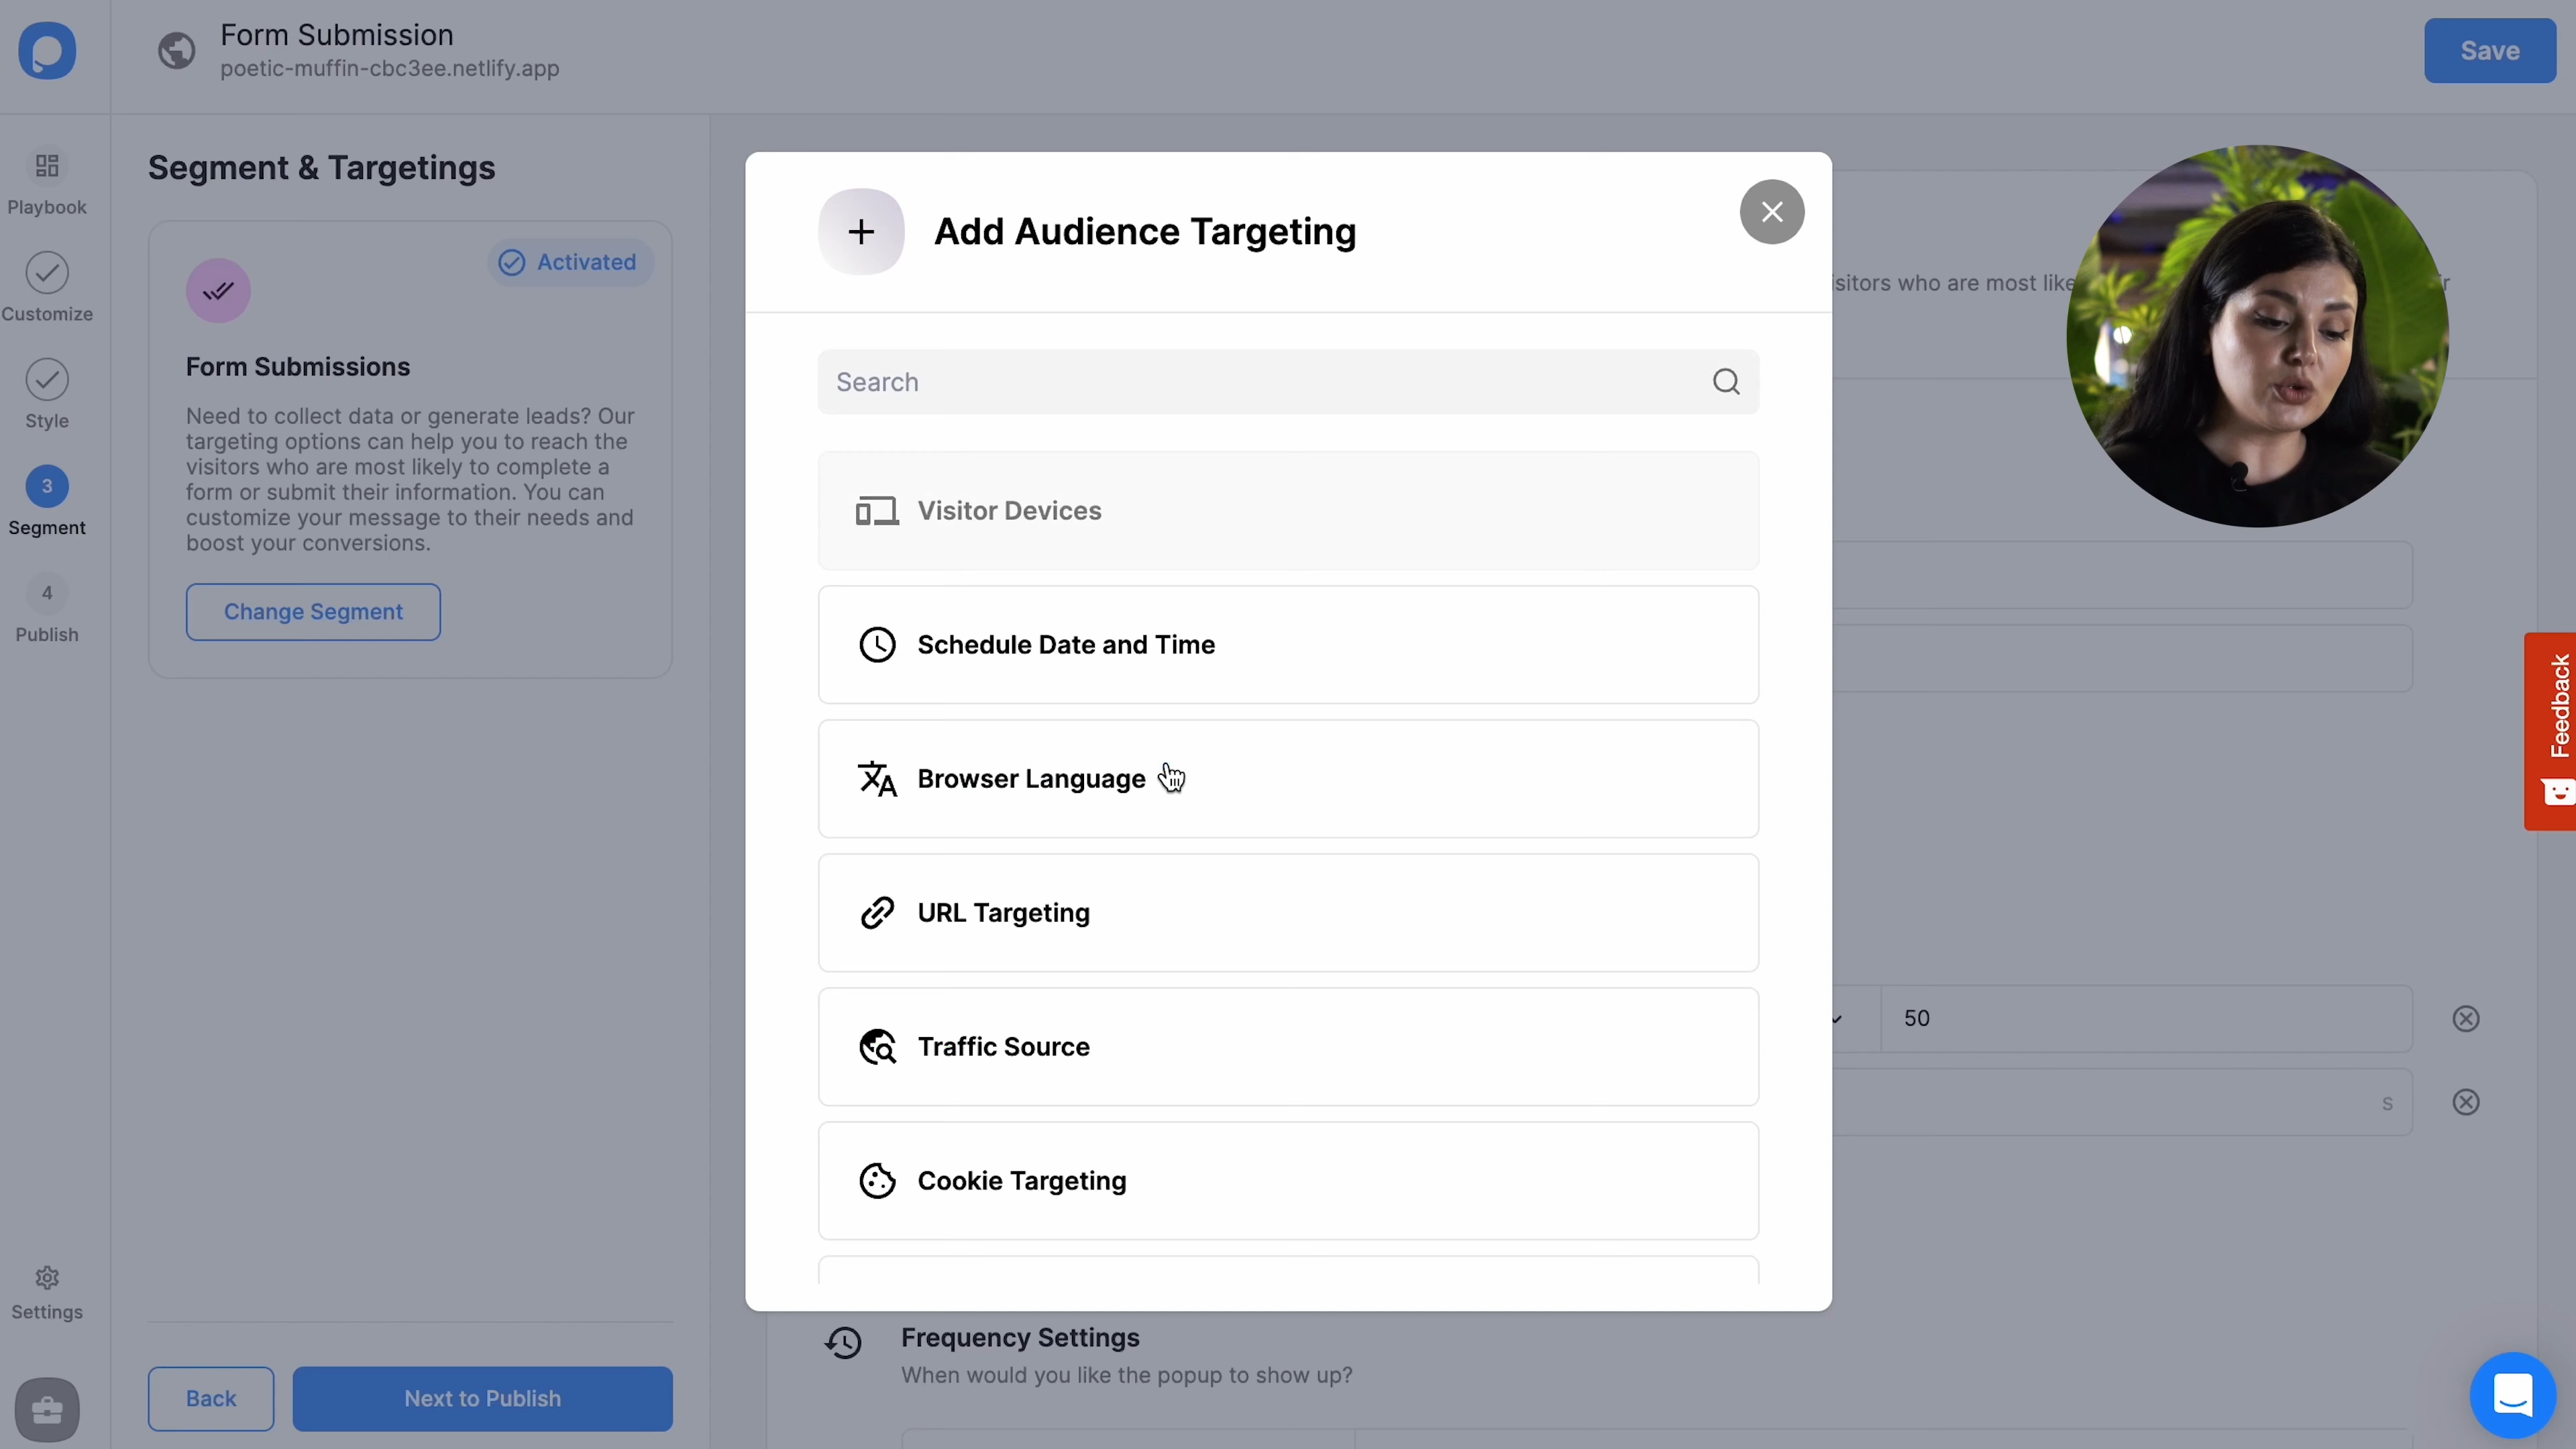 Form Submission
poetic-muffin-cbc3ee.netlify.app
Save
Playbook
Customize
Style
3
Segment
4
Publish
Settings
Segment & Targetings
Activated
Form Submissions
Need to collect data or generate leads? Our
targeting options can help you to reach the
visitors who are most likely to complete a
form or submit their information. You can
customize your message to their needs and
boost your conversions.
Change Segment
Back
Next to Publish
Add Audience Targeting
Search
Visitor Devices
Schedule Date and Time
Browser Language
URL Targeting
Traffic Source
Cookie Targeting
who are most
50
s
Frequency Settings
When would you like the popup to show up?
Feedback